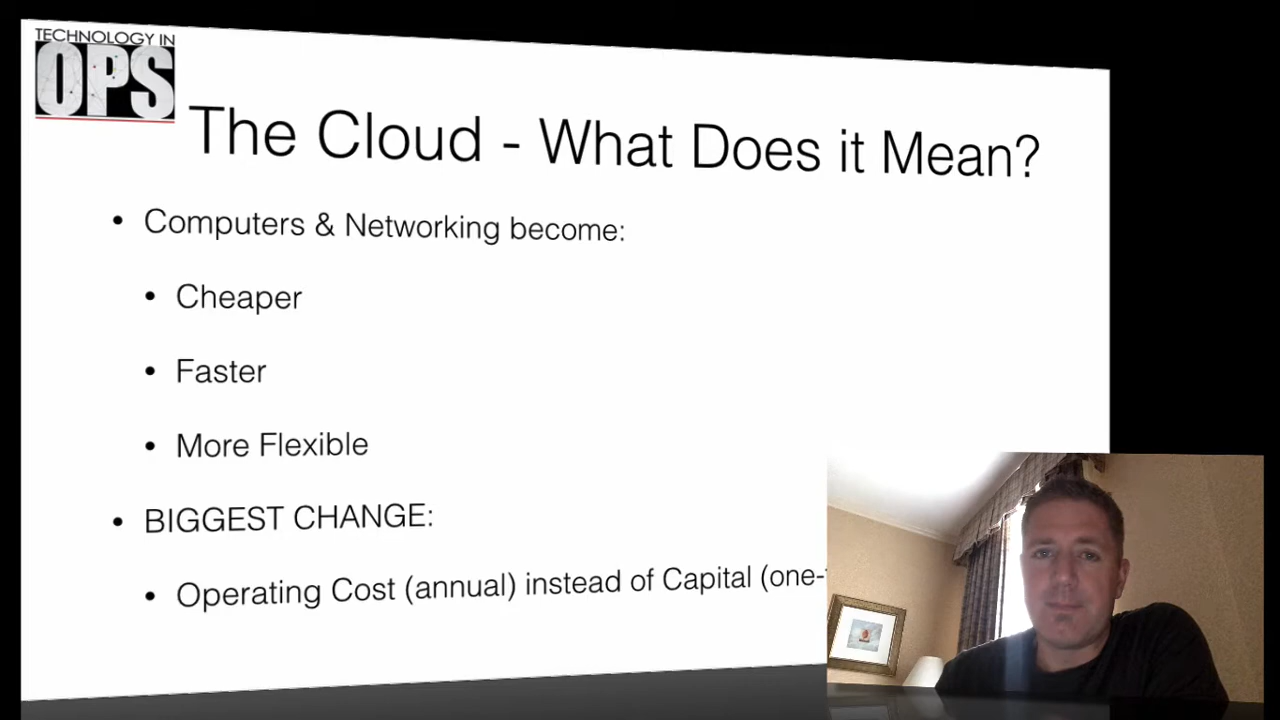 TECHNOLOGY IN
OPS
The Cloud - What Does it Mean?
• Computers & Networking become:
• Cheaper
• Faster
• More Flexible
• BIGGEST CHANGE:
• Operating Cost (annual) instead of Capital (one-